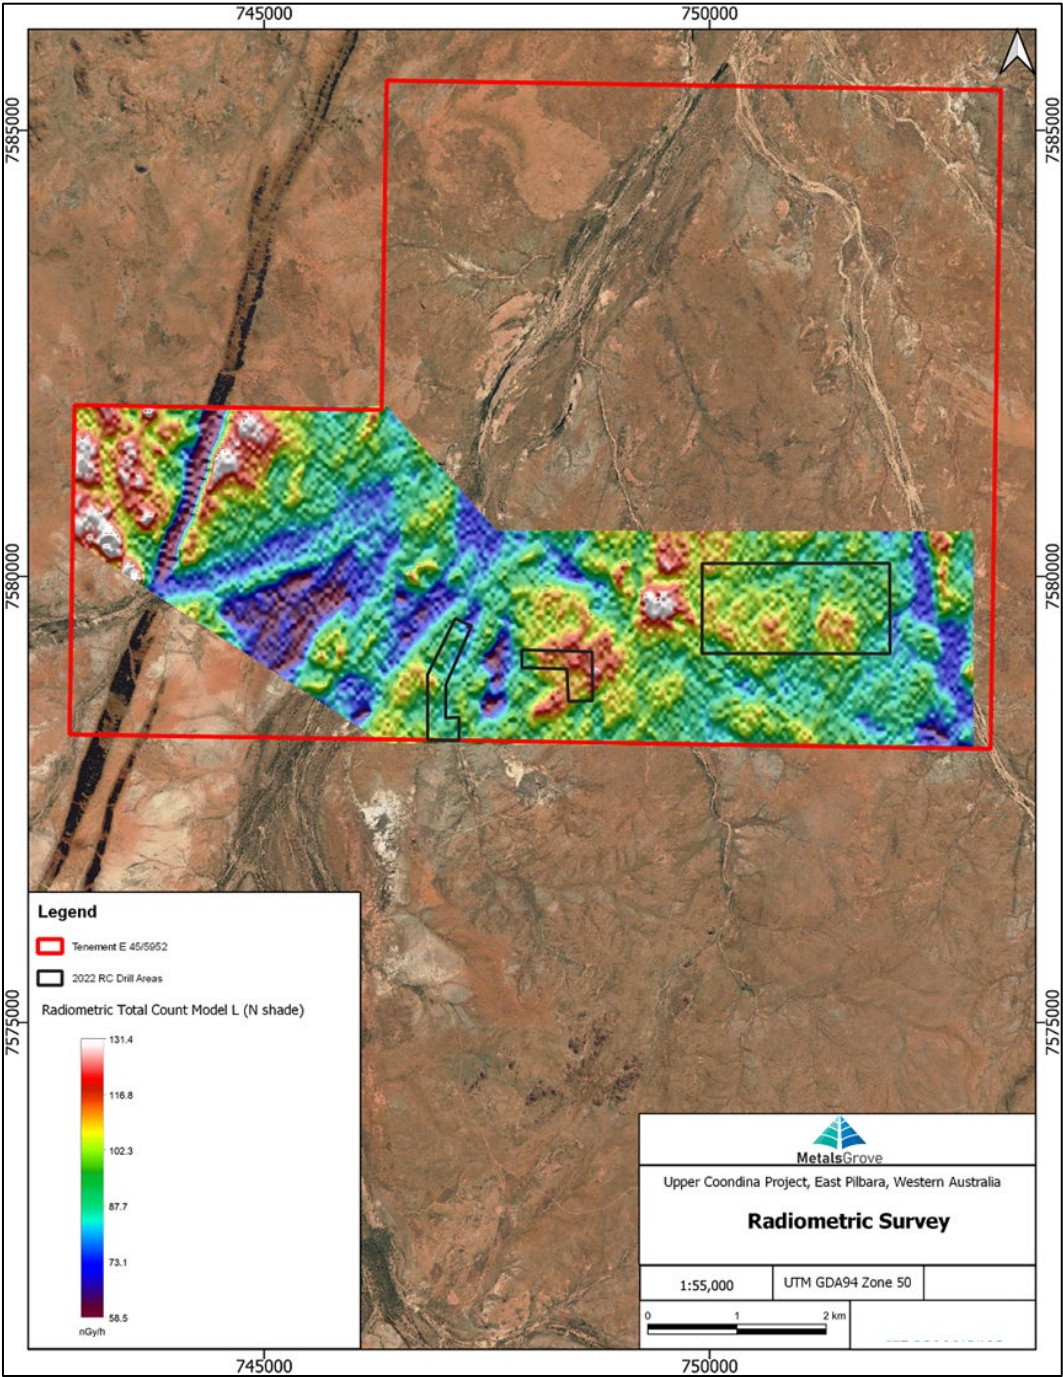 745000
750000
7585000
7585000
7580000
7580000
7575000
7575000
Legend
Tenement E 45/5952
2022 RC Drill Areas
Radiometric Total Count Model L (N shade)
131.4
116.8
102.3
87.7
73.1
58.5
nGy/h
MetalsGrove
Upper Coondina Project, East Pilbara, Western Australia
Radiometric Survey
1:55,000
UTM GDA94 Zone 50
0 1 2 km
745000
750000